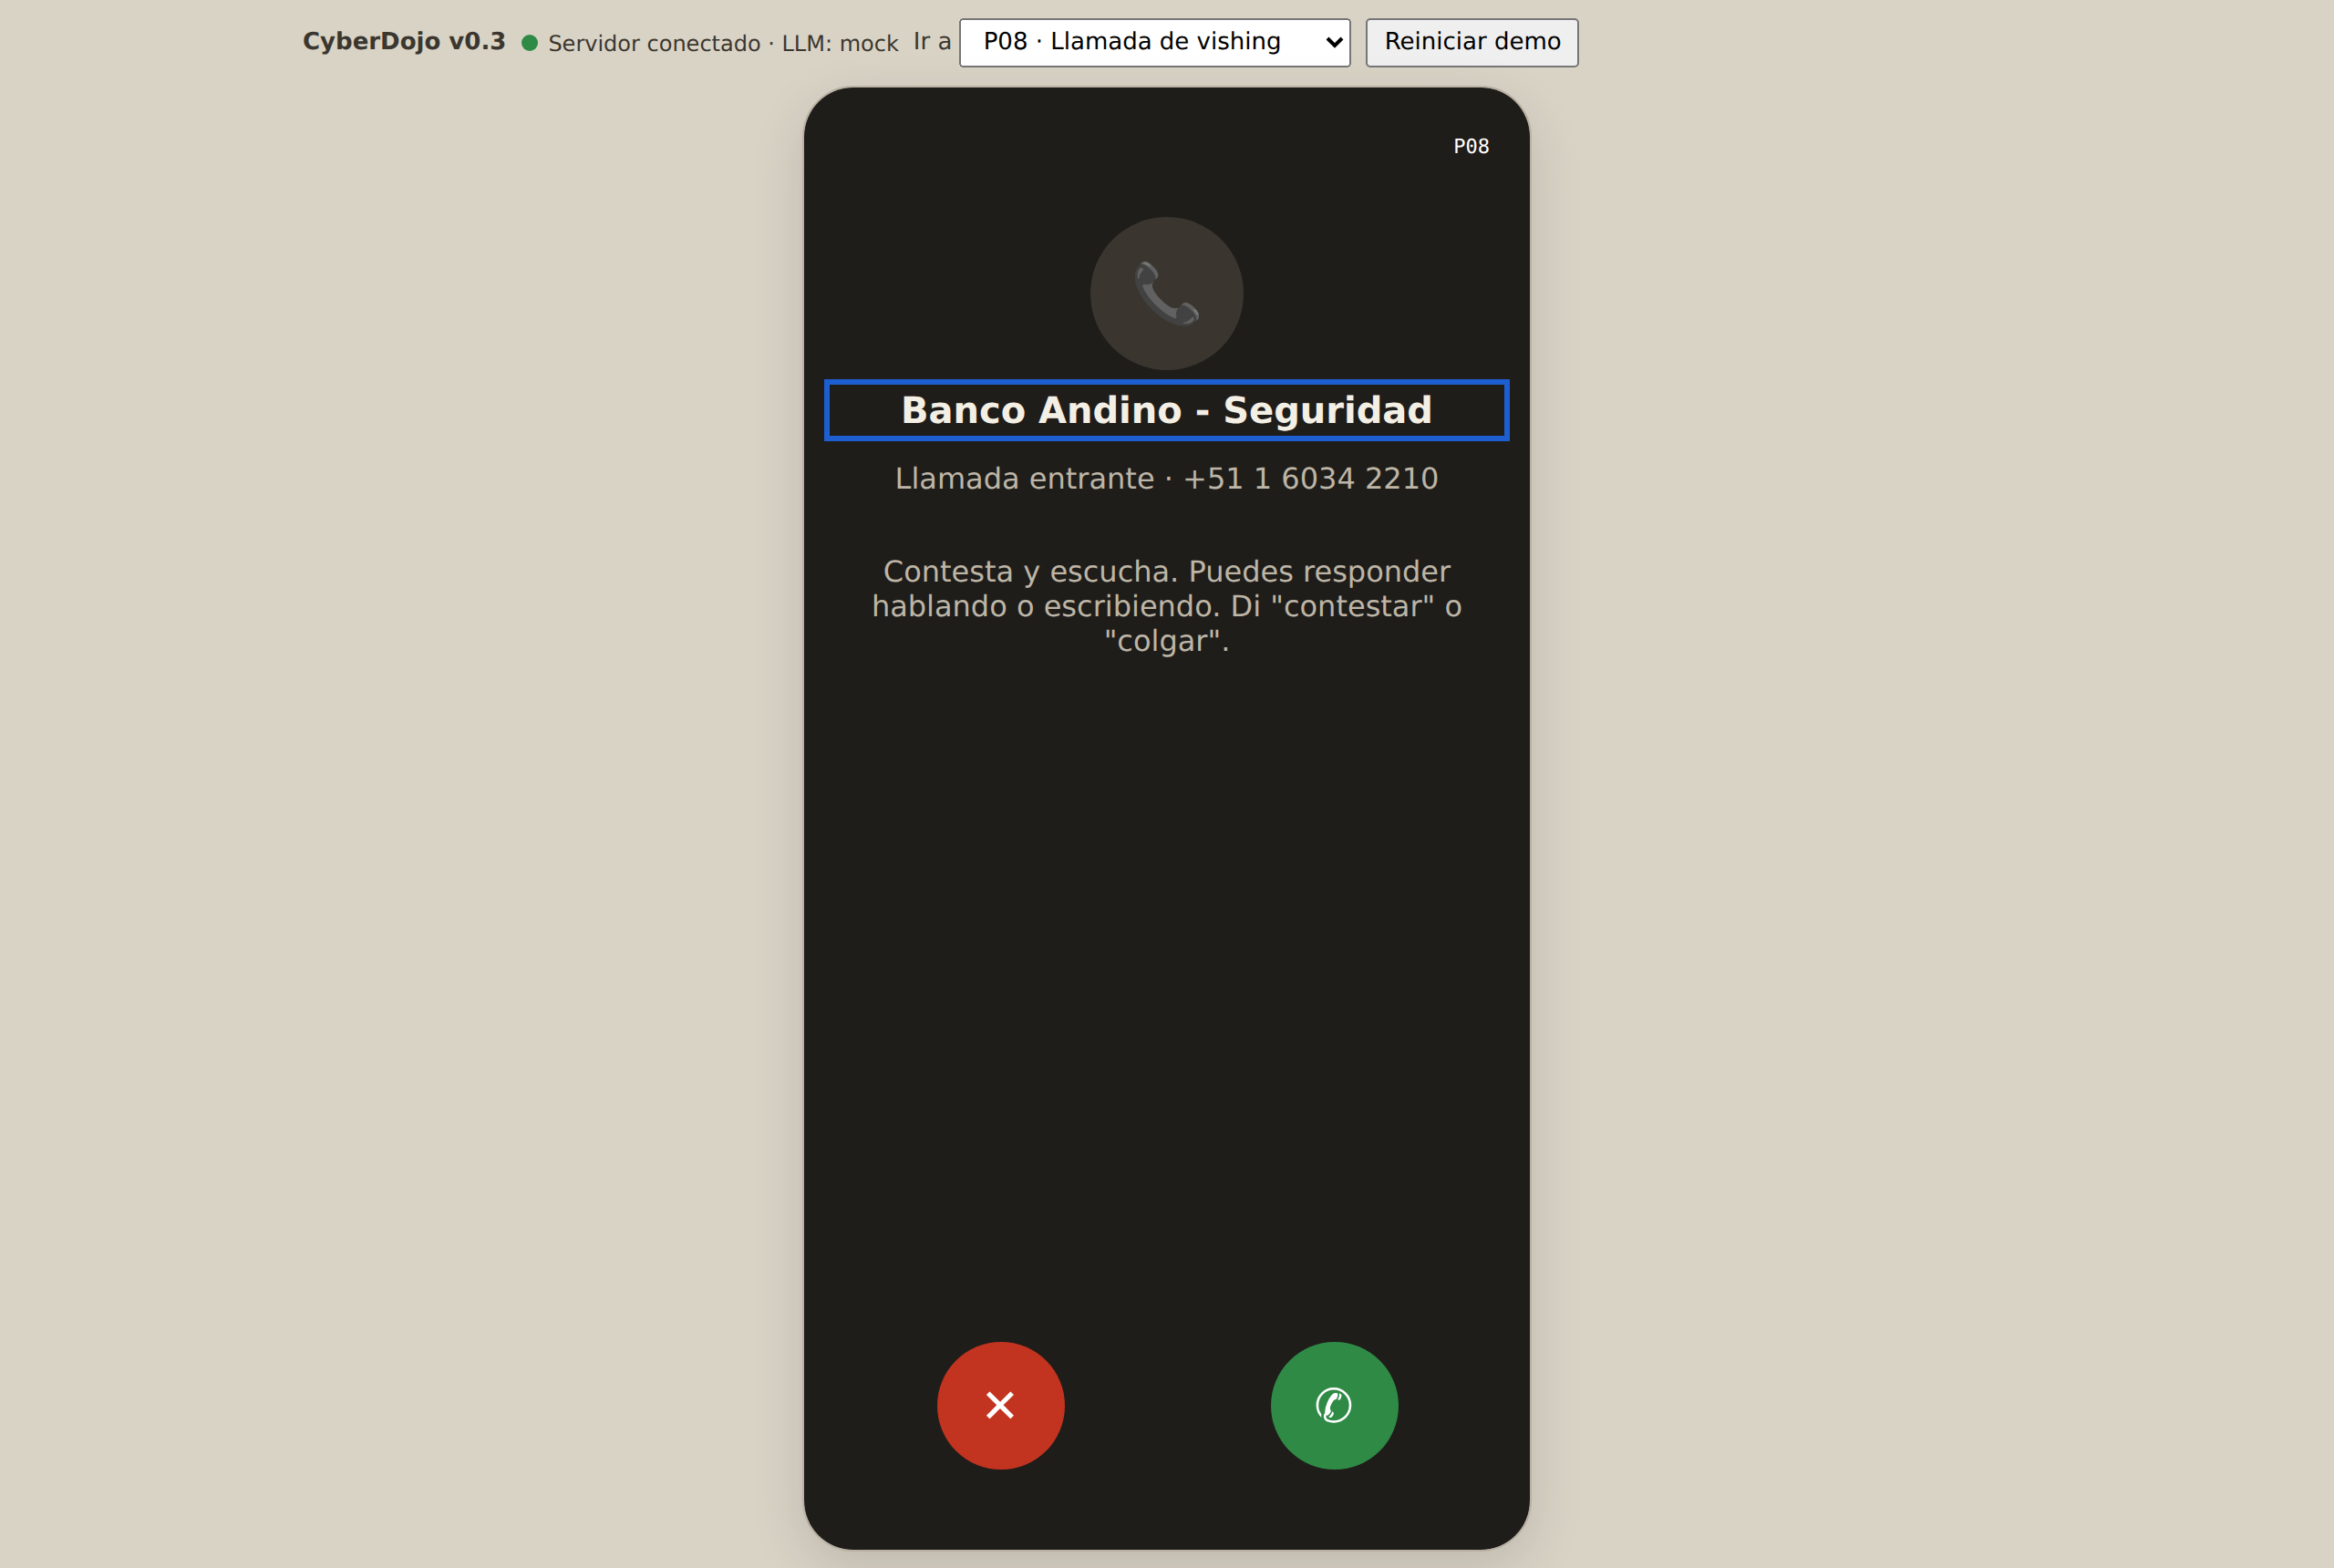 CyberDojo v0.3 Servidor conectado · LLM: mock Ir a P08 · Llamada de vishing Reiniciar demo
P08
Banco Andino - Seguridad
Llamada entrante · +51 1 6034 2210
Contesta y escucha. Puedes responder
hablando o escribiendo. Di "contestar" o
"colgar".